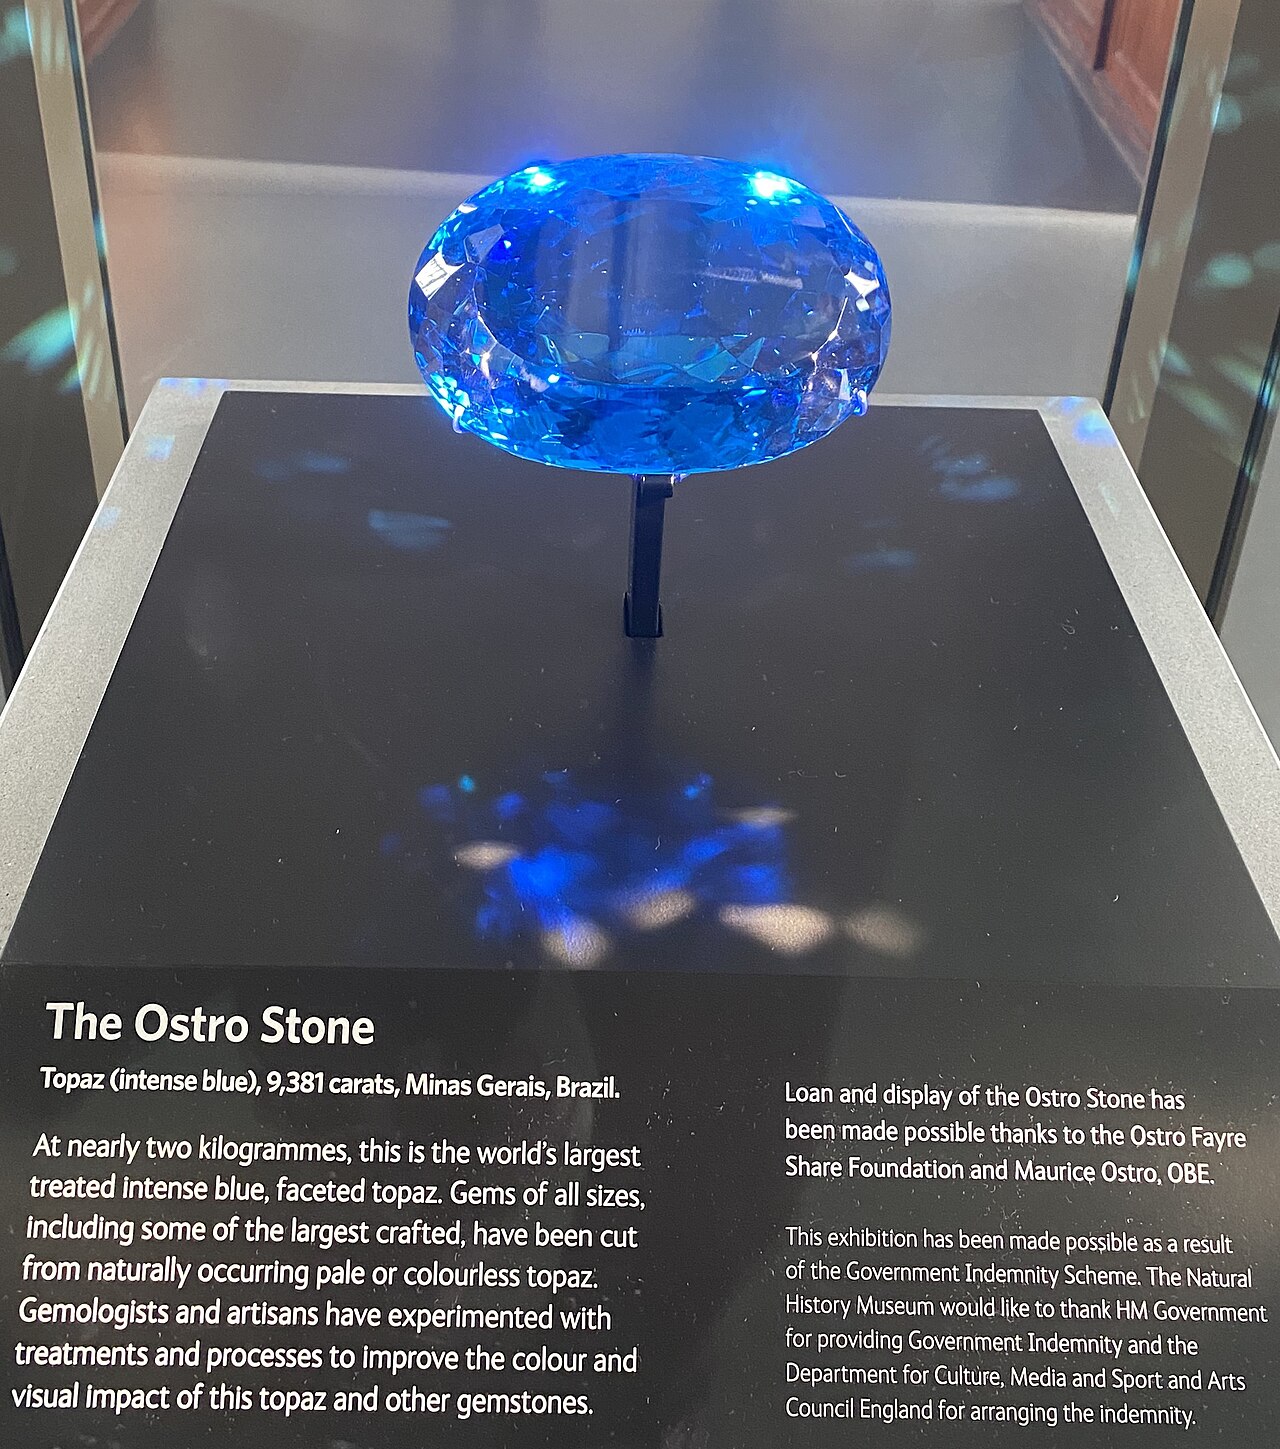 The Ostro Stone
Topaz (intense blue), 9,381 carats, Minas Gerais, Brazil.
At nearly two kilogrammes, this is the world's largest
treated intense blue, faceted topaz. Gems of all sizes,
including some of the largest crafted, have been cut
from naturally occurring pale or colourless topaz.
Gemologists and artisans have experimented with
treatments and processes to improve the colour and
visual impact of this topaz and other gemstones.
Loan and display of the Ostro Stone has
been made possible thanks to the Ostro Fayre
Share Foundation and Maurice Ostro, OBE.
This exhibition has been made possible as a result
of the Government Indemnity Scheme. The Natural
History Museum would like to thank HM Government
for providing Government Indemnity and the
Department for Culture, Media and Sport and Arts
Council England for arranging the indemnity.